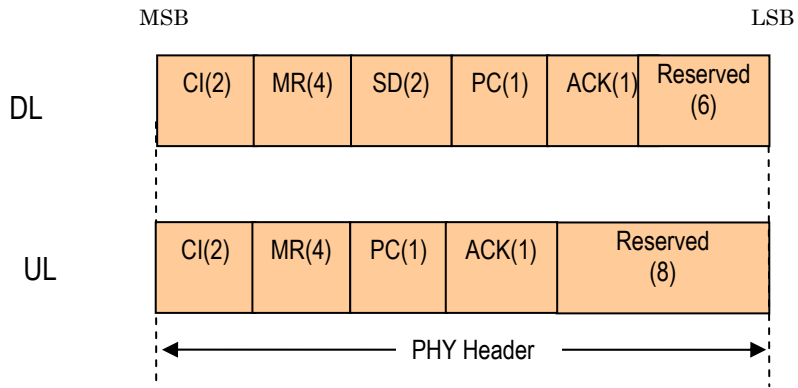 MSB LSB
DL CI(2) MR(4) SD(2) PC(1) ACK(1) Reserved
(6)
UL CI(2) MR(4) PC(1) ACK(1) Reserved
(8)
PHY Header